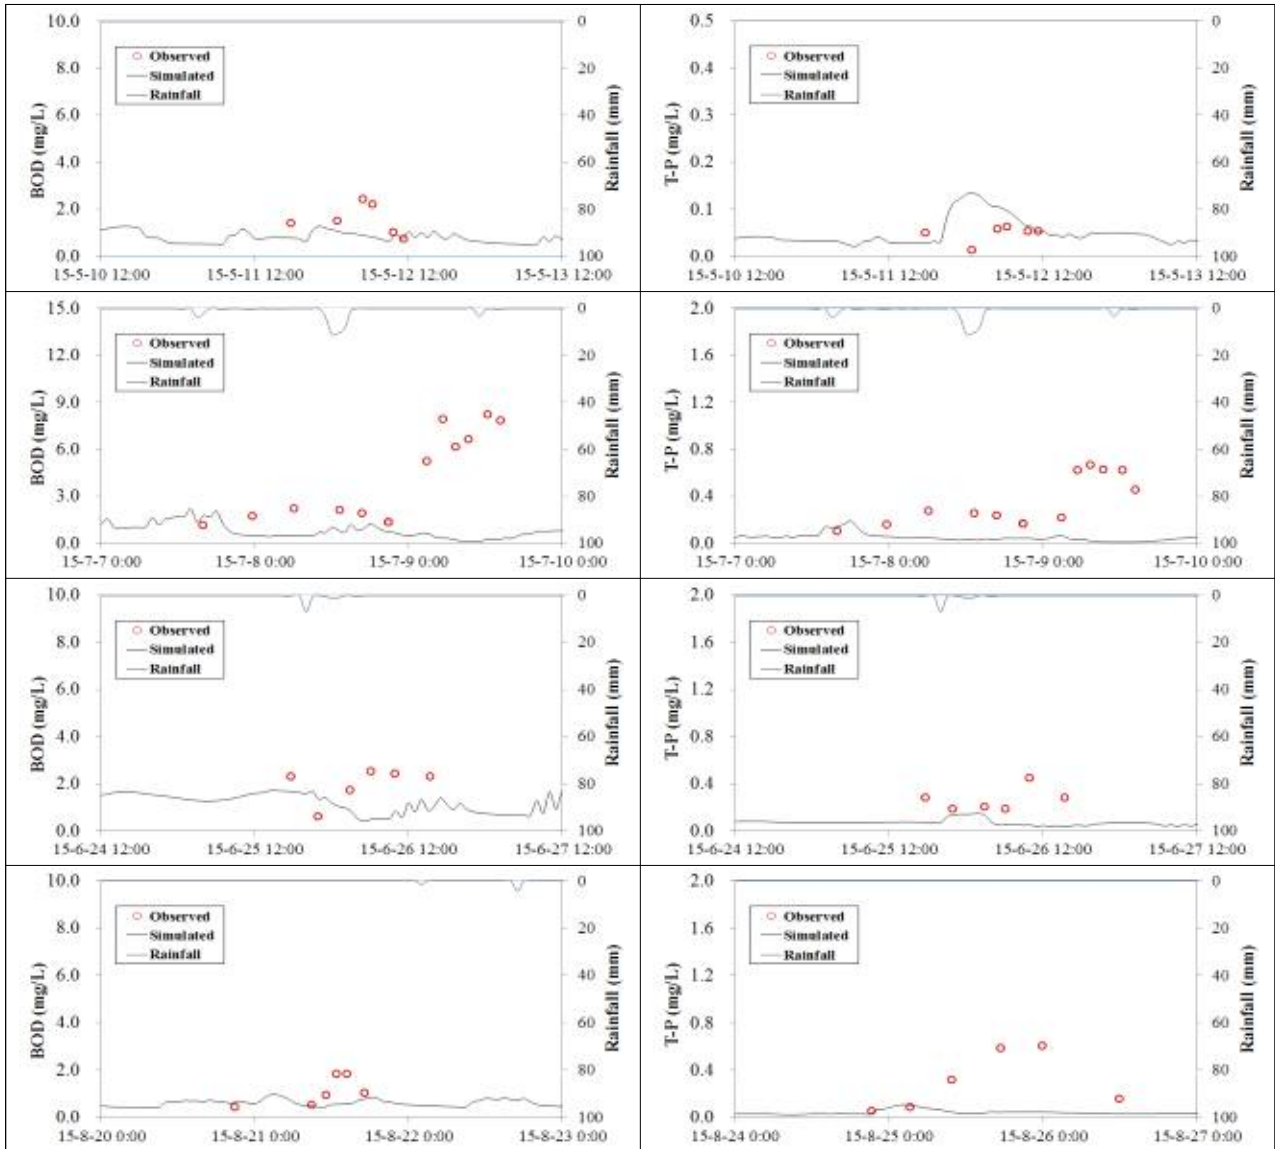 10.0
8.0
6.0
4.0
2.0
0.0
BOD (mg/L)
Observed
Simulated
Rainfall
0
20
40
60
80
100
Rainfall (mm)
15-5-10 12:00 15-5-11 12:00 15-5-12 12:00 15-5-13 12:00
0.5
0.4
0.3
0.2
0.1
0.0
T-P (mg/L)
Observed
Simulated
Rainfall
0
20
40
60
80
100
Rainfall (mm)
15-5-10 12:00 15-5-11 12:00 15-5-12 12:00 15-5-13 12:00
15.0
12.0
9.0
6.0
3.0
0.0
BOD (mg/L)
Observed
Simulated
Rainfall
0
20
40
60
80
100
Rainfall (mm)
15-7-7 0:00 15-7-8 0:00 15-7-9 0:00 15-7-10 0:00
2.0
1.6
1.2
0.8
0.4
0.0
T-P (mg/L)
Observed
Simulated
Rainfall
0
20
40
60
80
100
Rainfall (mm)
15-7-7 0:00 15-7-8 0:00 15-7-9 0:00 15-7-10 0:00
10.0
8.0
6.0
4.0
2.0
0.0
BOD (mg/L)
Observed
Simulated
Rainfall
0
20
40
60
80
100
Rainfall (mm)
15-6-24 12:00 15-6-25 12:00 15-6-26 12:00 15-6-27 12:00
2.0
1.6
1.2
0.8
0.4
0.0
T-P (mg/L)
Observed
Simulated
Rainfall
0
20
40
60
80
100
Rainfall (mm)
15-6-24 12:00 15-6-25 12:00 15-6-26 12:00 15-6-27 12:00
10.0
8.0
6.0
4.0
2.0
0.0
BOD (mg/L)
Observed
Simulated
Rainfall
0
20
40
60
80
100
Rainfall (mm)
15-8-20 0:00 15-8-21 0:00 15-8-22 0:00 15-8-23 0:00
2.0
1.6
1.2
0.8
0.4
0.0
T-P (mg/L)
Observed
Simulated
Rainfall
0
20
40
60
80
100
Rainfall (mm)
15-8-24 0:00 15-8-25 0:00 15-8-26 0:00 15-8-27 0:00